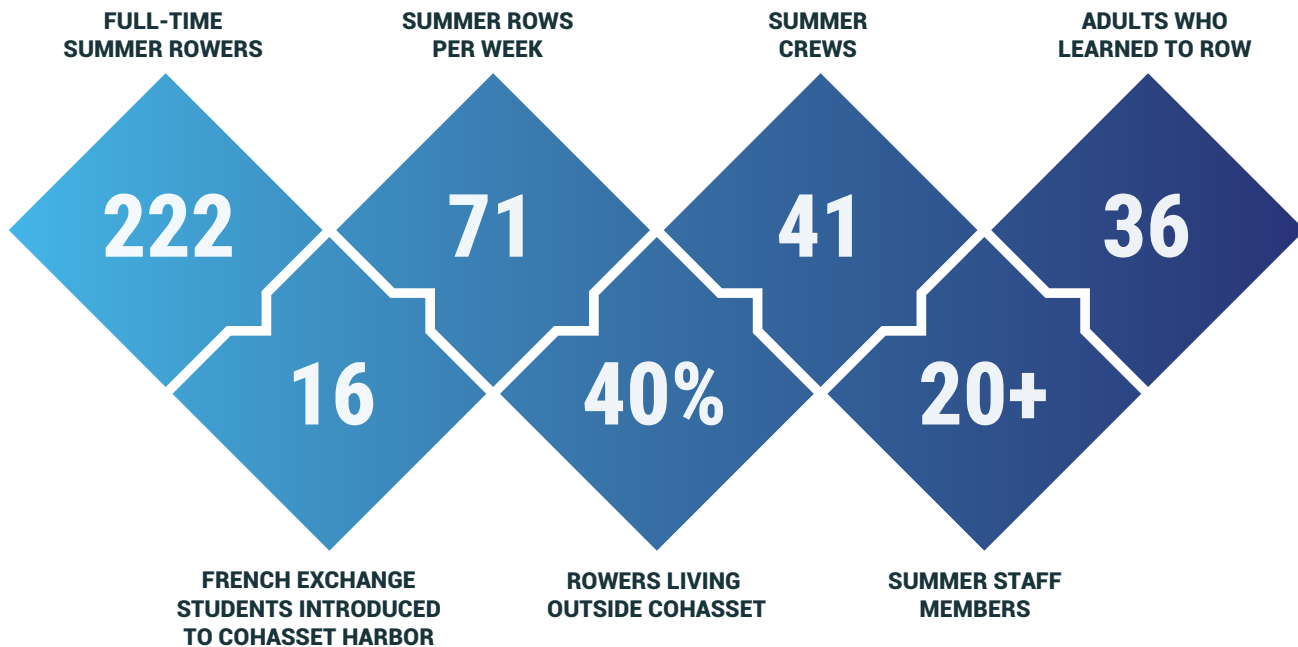 FULL-TIME
SUMMER ROWERS
SUMMER ROWS
PER WEEK
SUMMER
CREWS
ADULTS WHO
LEARNED TO ROW
222
71
41
36
16
40%
20+
FRENCH EXCHANGE
STUDENTS INTRODUCED
TO COHASSET HARBOR
ROWERS LIVING
OUTSIDE COHASSET
SUMMER STAFF
MEMBERS